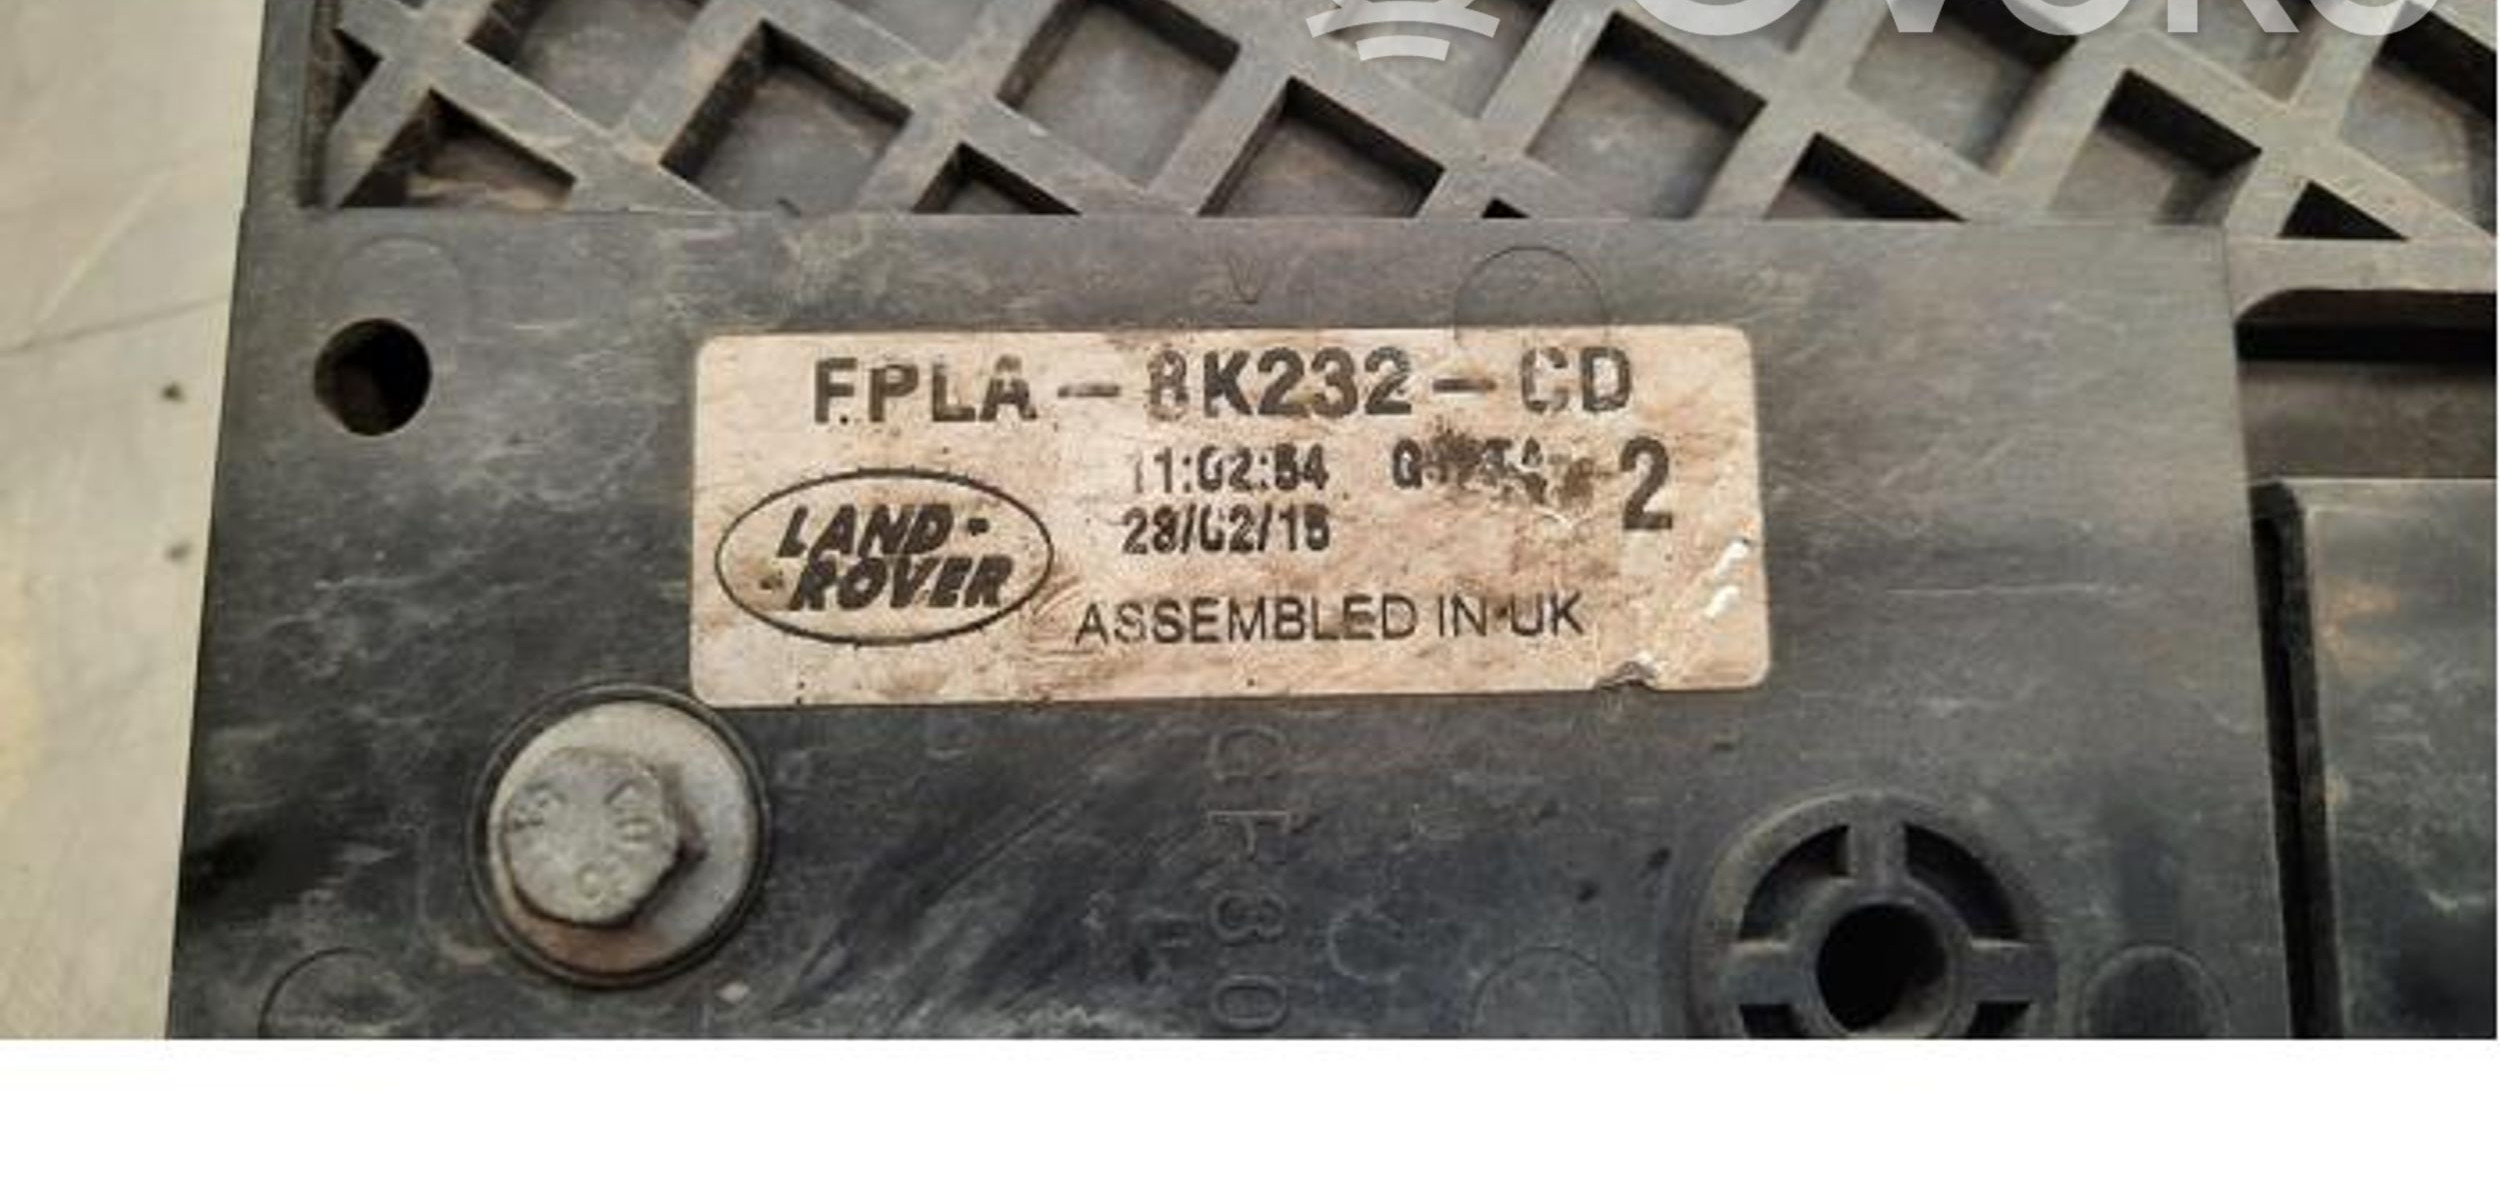 FPLA-8K232-CD
11:02:54
2
28/02/15
LAND-
-ROVER
ASSEMBLED IN UK